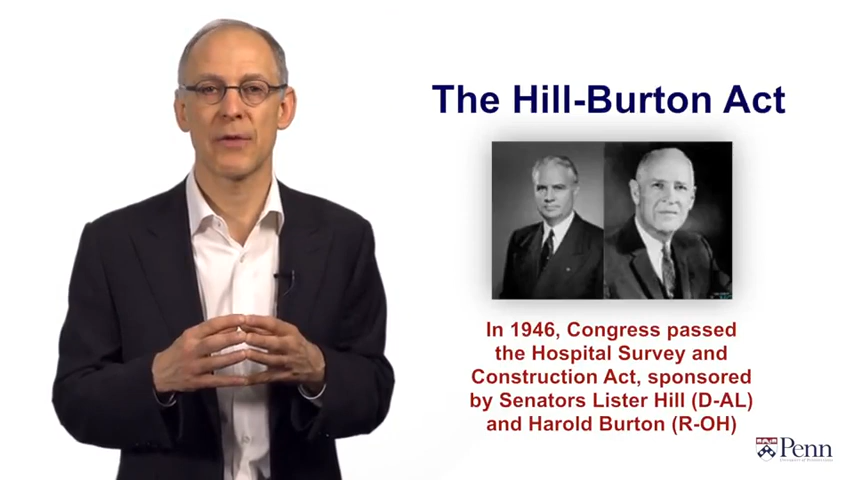 The Hill-Burton Act
In 1946, Congress passed
the Hospital Survey and
Construction Act, sponsored
by Senators Lister Hill (D-AL)
and Harold Burton (R-OH)
Penn